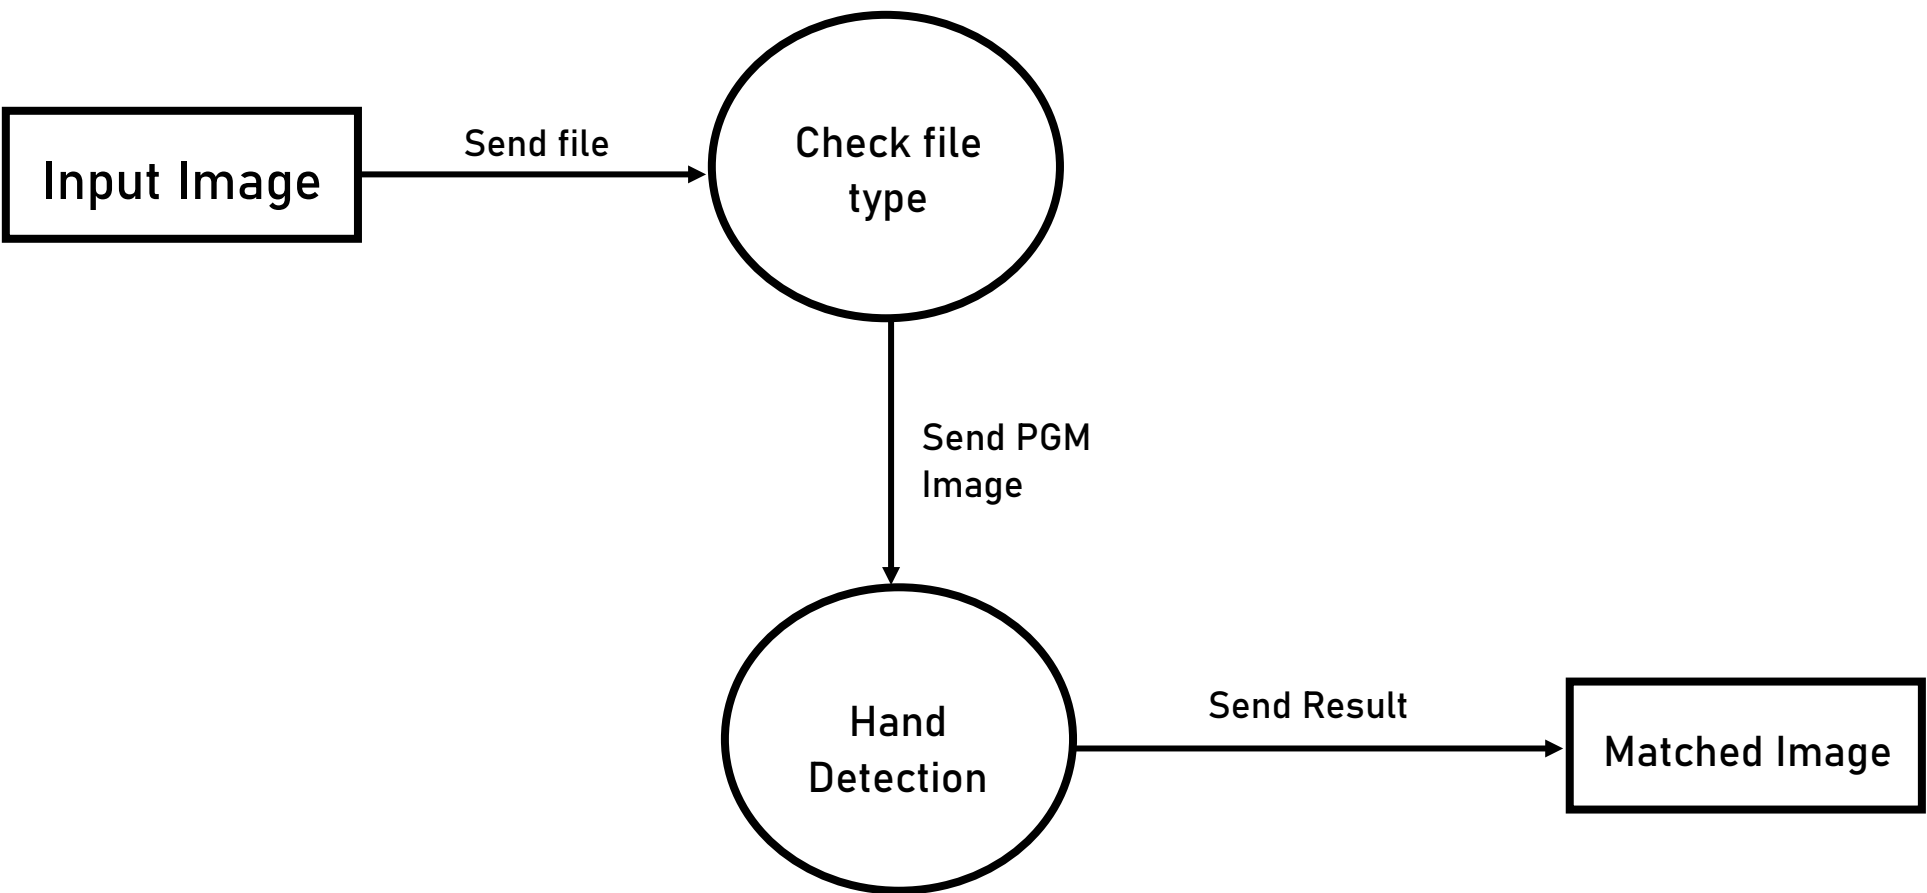 Input Image
Send file
Check file
type
Send PGM
Image
Hand
Detection
Send Result
Matched Image